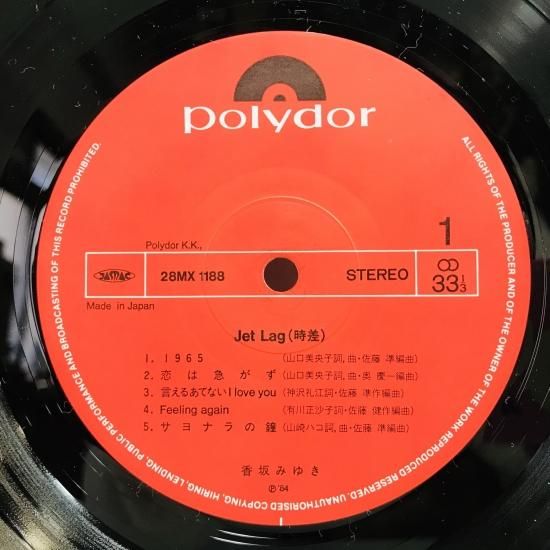 polydor
Polydor K.K.,
JASRAC
28MX 1188
STEREO
1
33 1/3
Made in Japan
Jet Lag(時差)
1. 1965 (山口美央子詞,曲・佐藤 準編曲)
2. 恋は急がず (山口美央子詞,曲・奥 慶一編曲)
3. 言えるあてない I love you (神沢礼江詞・佐藤 準作編曲)
4. Feeling again (有川正沙子詞・佐藤 健作編曲)
5. サヨナラの鐘 (山崎ハコ詞,曲・佐藤 準編曲)
香坂みゆき
Ⓟ'84
ALL RIGHTS OF THE PRODUCER AND OF THE OWNER OF THE WORK REPRODUCED RESERVED. UNAUTHORISED COPYING, HIRING, LENDING, PUBLIC PERFORMANCE AND BROADCASTING OF THIS RECORD PROHIBITED.